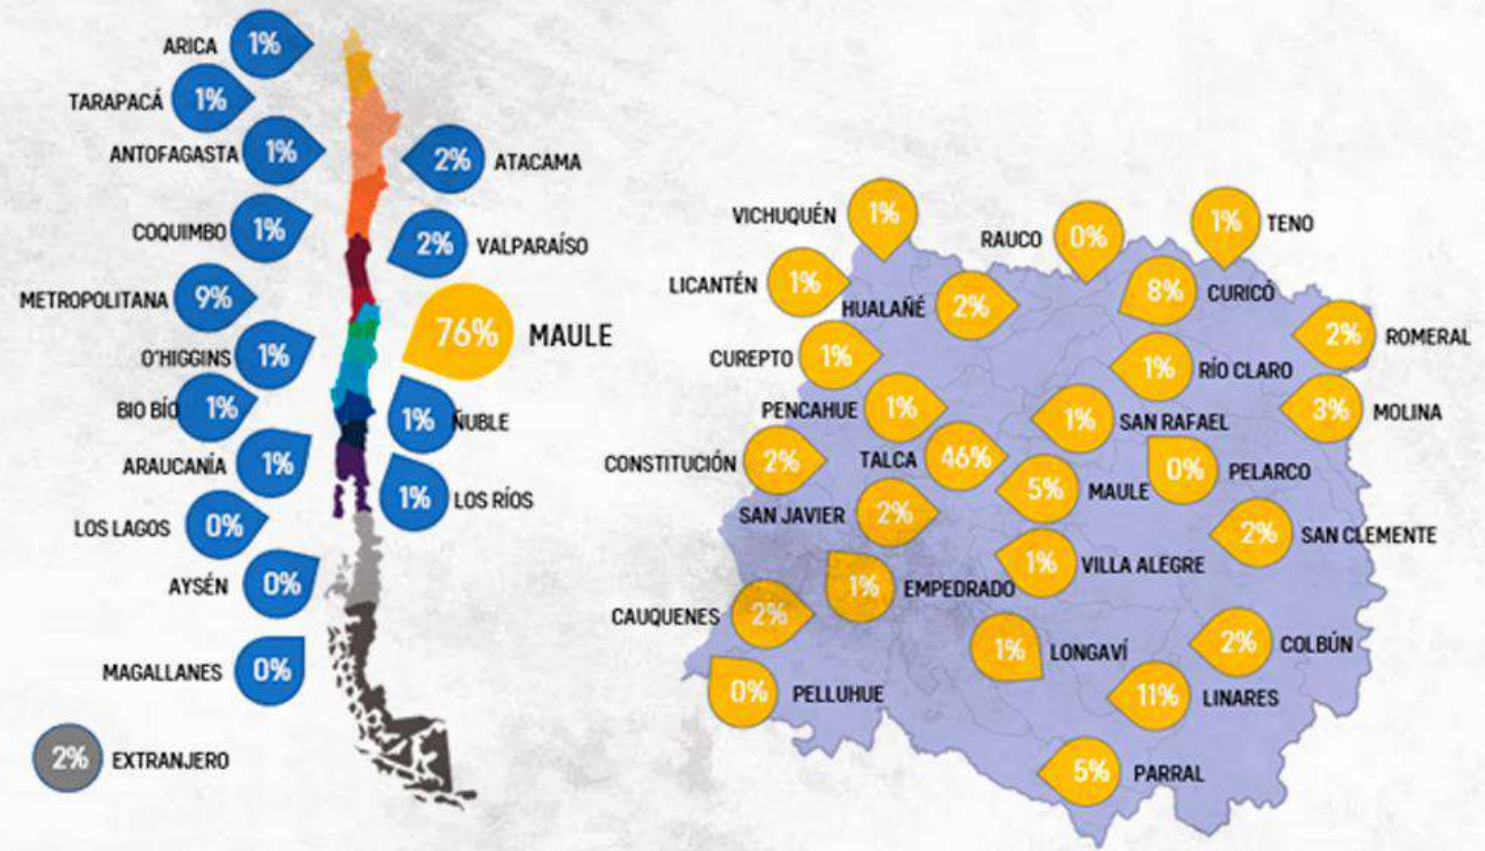 ARICA 1%
TARAPACÁ 1%
ANTOFAGASTA 1%
2% ATACAMA
COQUIMBO 1%
2% VALPARAÍSO
METROPOLITANA 9%
76% MAULE
O'HIGGINS 1%
BIO BÍO 1%
1% ÑUBLE
ARAUCANÍA 1%
1% LOS RÍOS
LOS LAGOS 0%
AYSÉN 0%
MAGALLANES 0%
2% EXTRANJERO
VICHUQUÉN 1%
RAUCO 0%
1% TENO
LICANTÉN 1%
HUALAÑÉ 2%
8% CURICÓ
2% ROMERAL
CUREPTO 1%
1% RÍO CLARO
PENCAHUE 1%
1% SAN RAFAEL
3% MOLINA
CONSTITUCIÓN 2%
TALCA 46%
0% PELARCO
5% MAULE
SAN JAVIER 2%
2% SAN CLEMENTE
1% VILLA ALEGRE
1% EMPEDRADO
CAUQUENES 2%
1% LONGAVÍ
2% COLBÚN
0% PELLUHUE
11% LINARES
5% PARRAL